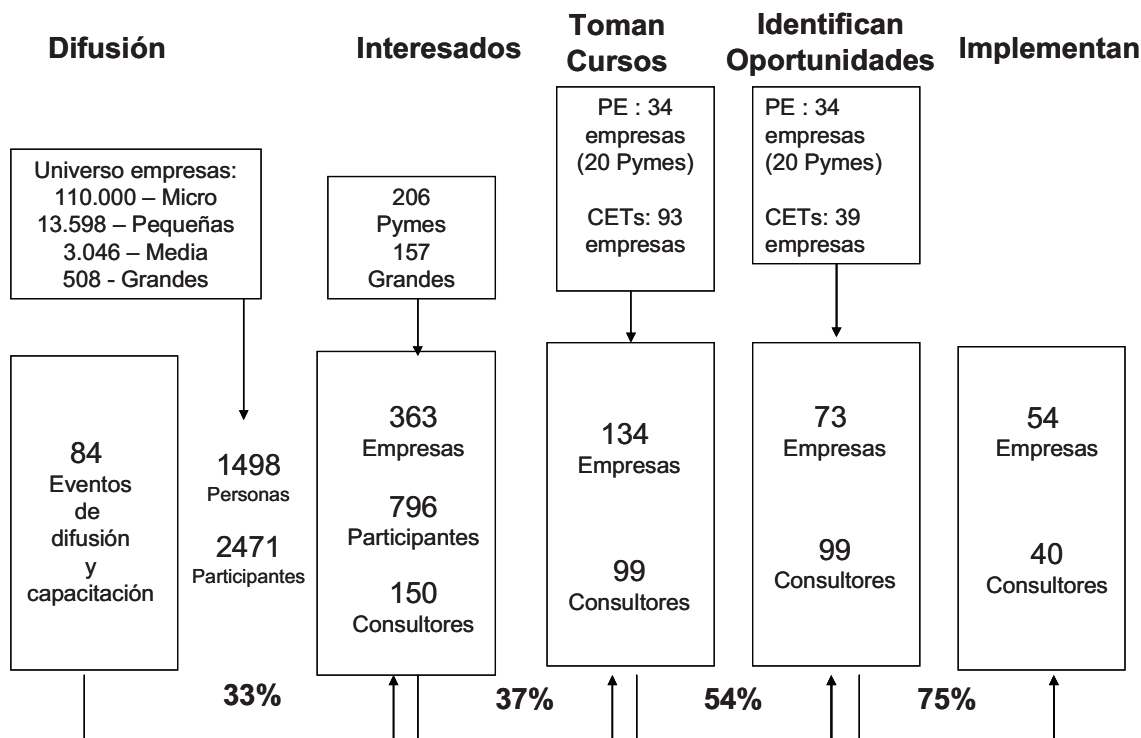 Difusión
Interesados
Toman
Cursos
Identifican
Oportunidades
Implementan
Universo empresas:
110.000 – Micro
13.598 – Pequeñas
3.046 – Media
508 - Grandes
206
Pymes
157
Grandes
PE : 34
empresas
(20 Pymes)
CETs: 93
empresas
PE : 34
empresas
(20 Pymes)
CETs: 39
empresas
84
Eventos
de
difusión
y
capacitación
1498
Personas
2471
Participantes
363
Empresas
796
Participantes
150
Consultores
134
Empresas
99
Consultores
73
Empresas
99
Consultores
54
Empresas
40
Consultores
33%
37%
54%
75%